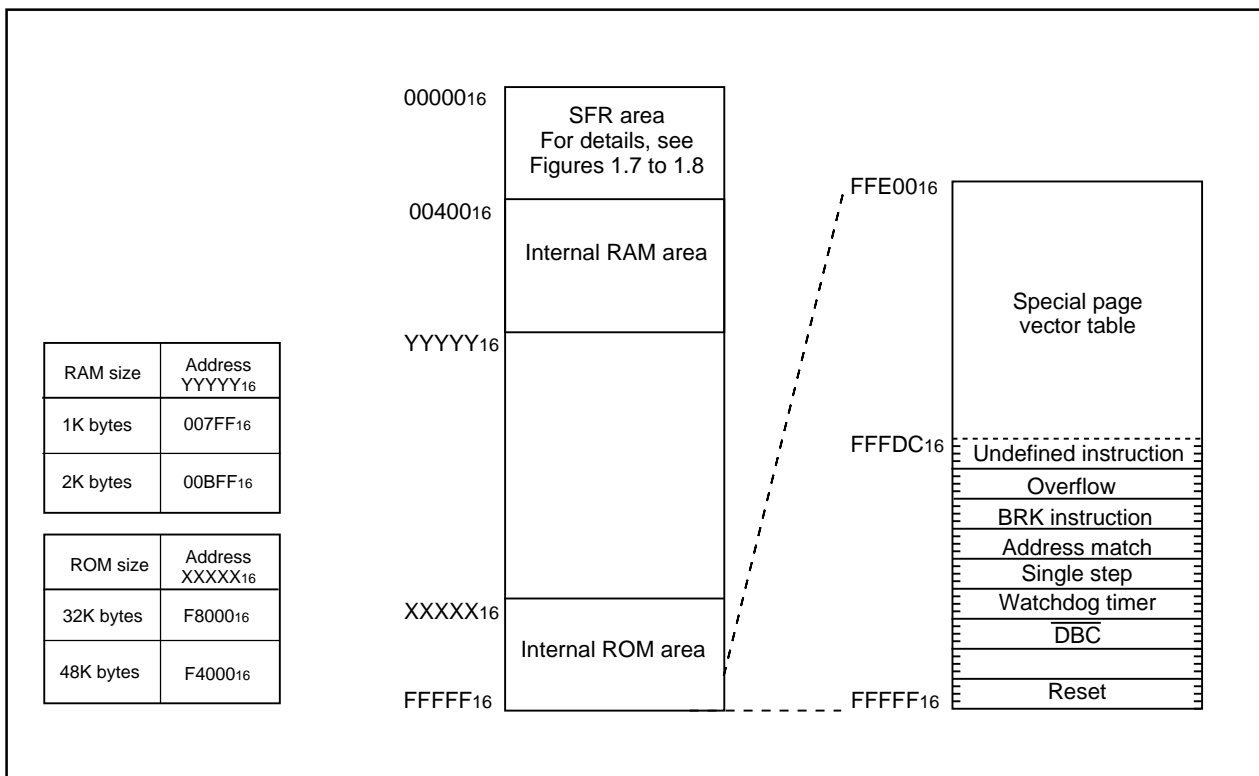 0000016
SFR area
For details, see
Figures 1.7 to 1.8
0040016
Internal RAM area
YYYYY16
XXXXX16
Internal ROM area
FFFFF16
RAM size
Address
YYYYY16
1K bytes
007FF16
2K bytes
00BFF16
ROM size
Address
XXXXX16
32K bytes
F800016
48K bytes
F400016
FFE0016
Special page
vector table
FFFDC16
Undefined instruction
Overflow
BRK instruction
Address match
Single step
Watchdog timer
DBC
Reset
FFFFF16